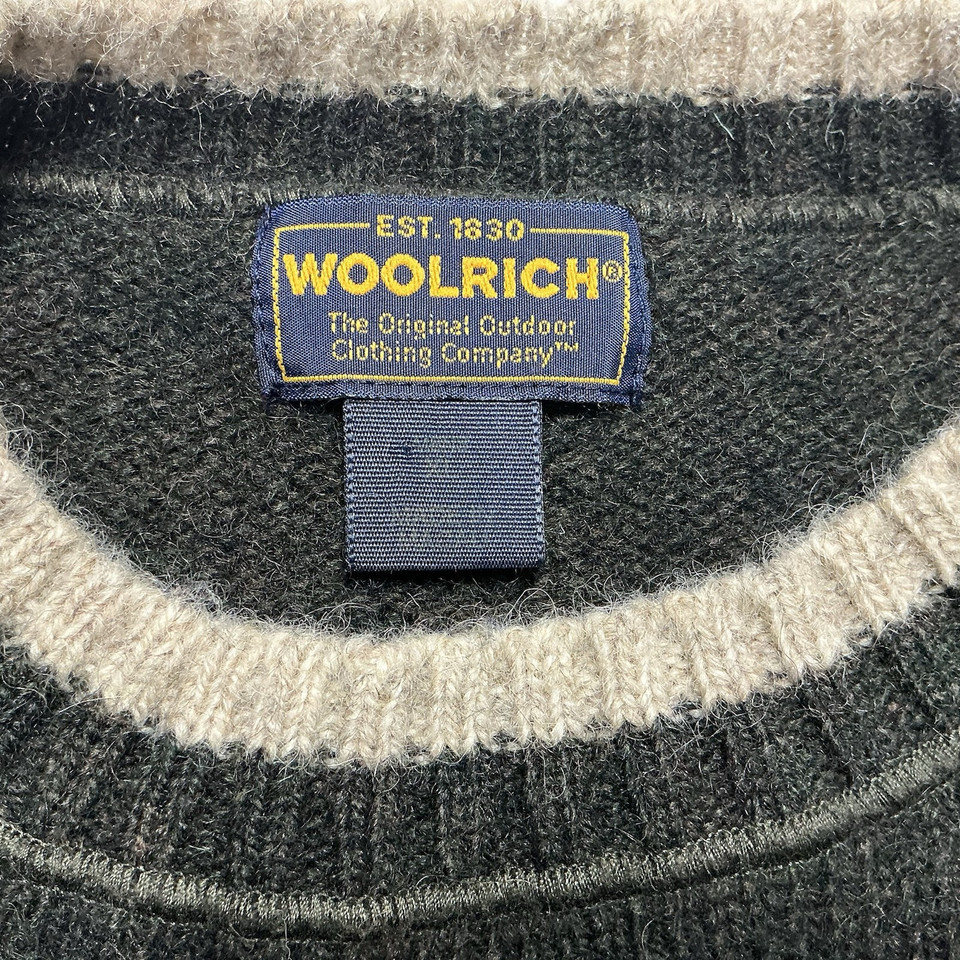 EST. 1830
WOOLRICH®
The Original Outdoor
Clothing Company™